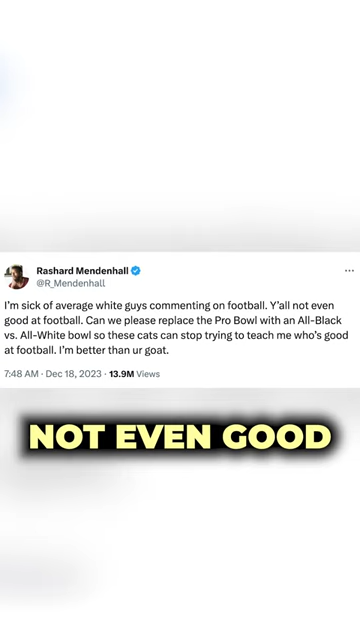 Rashard Mendenhall
@R_Mendenhall
I'm sick of average white guys commenting on football. Y'all not even
good at football. Can we please replace the Pro Bowl with an All-Black
vs. All-White bowl so these cats can stop trying to teach me who's good
at football. I'm better than ur goat.
7:48 AM · Dec 18, 2023 · 13.9M Views
NOT EVEN GOOD